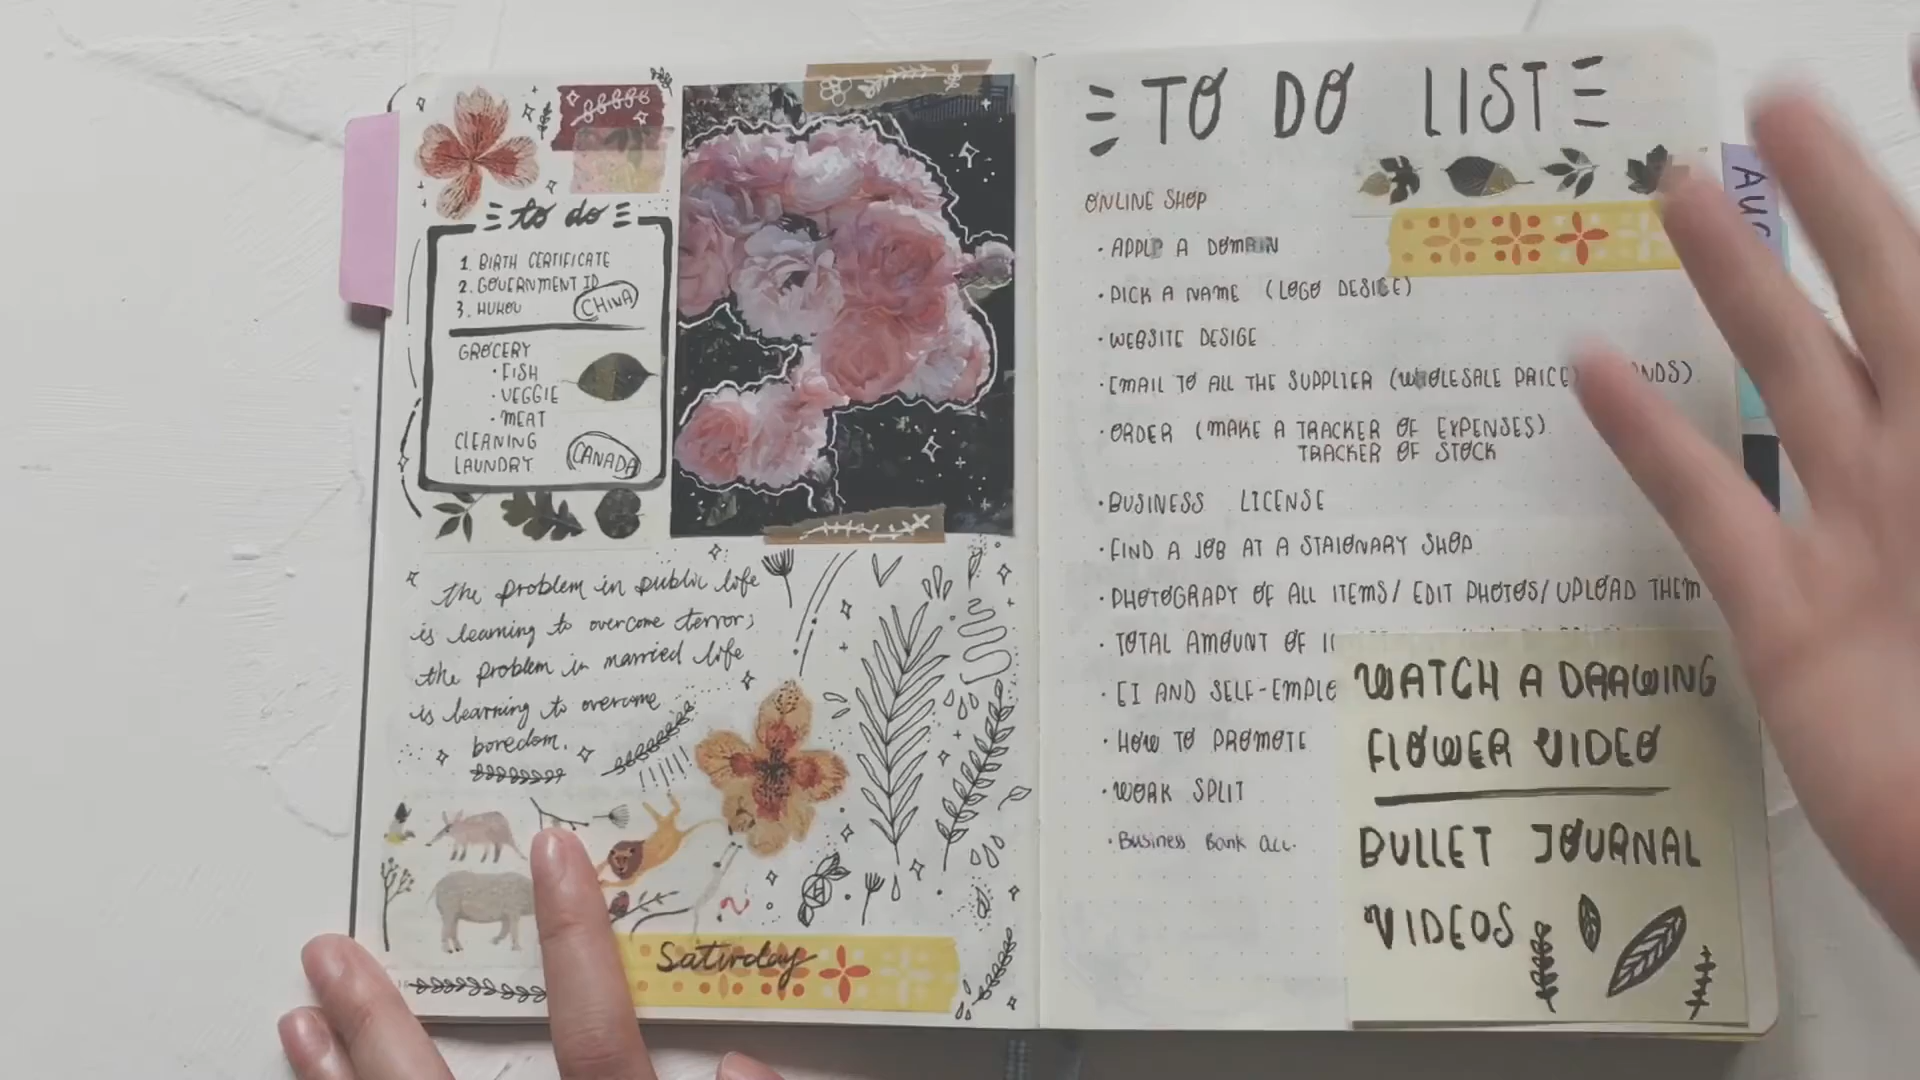 to do
1. BIRTH CERTIFICATE
2. GOVERNMENT ID
3. HUKOU
CHINA
GROCERY
• FISH
• VEGGIE
• MEAT
CLEANING
LAUNDRY
CANADA
the problem in public life
is learning to overcome terror;
the problem in married life
is learning to overcome
boredom.
Saturday
TO DO LIST
ONLINE SHOP
• APPLY A DOMAIN
• PICK A NAME (LOGO DESIGE)
• WEBSITE DESIGE
• EMAIL TO ALL THE SUPPLIER (WHOLESALE PRICE)
• ORDER (MAKE A TRACKER OF EXPENSES)
TRACKER OF STOCK
• BUSINESS LICENSE
• FIND A JOB AT A STAIONARY SHOP
• PHOTOGRAPY OF ALL ITEMS/ EDIT PHOTOS/ UPLOAD THEM
• TOTAL AMOUNT OF
• EI AND SELF-EMPLO
• HOW TO PROMOTE
• WORK SPLIT
• Business Bank acc.
WATCH A DRAWING
FLOWER VIDEO
BULLET JOURNAL
VIDEOS
AUG